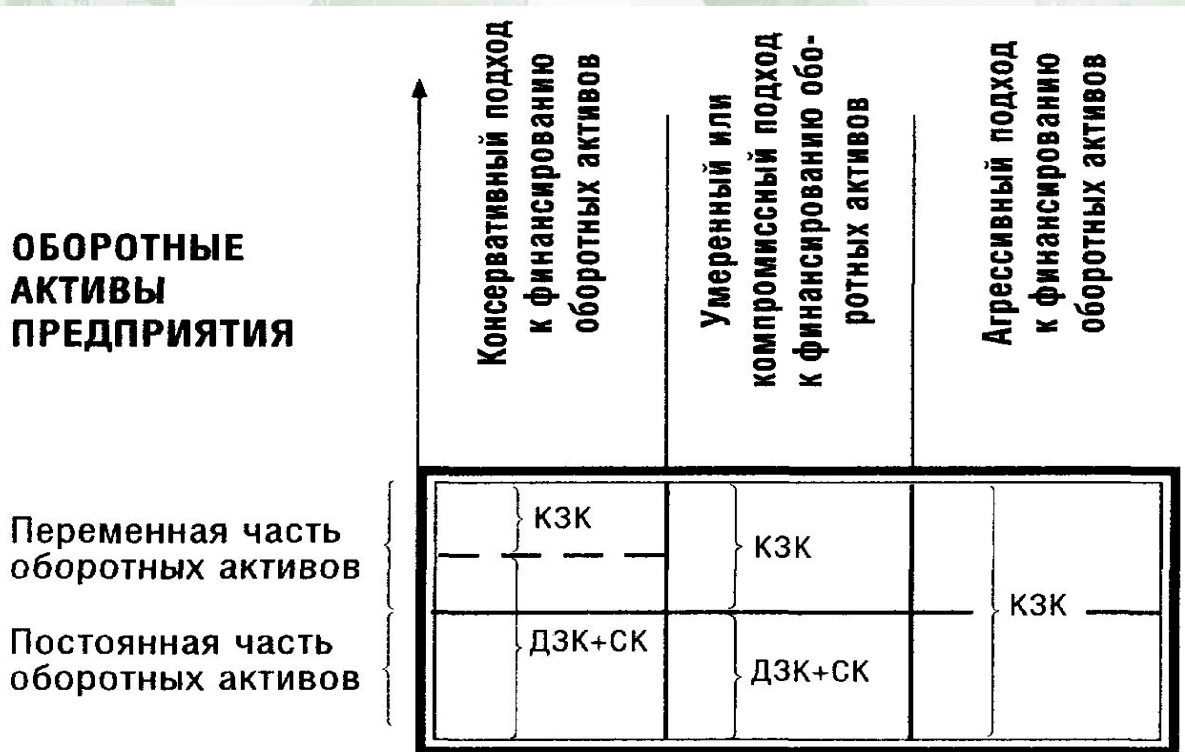 ОБОРОТНЫЕ
АКТИВЫ
ПРЕДПРИЯТИЯ
Консервативный подход
к финансированию
оборотных активов
Умеренный или
компромиссный подход
к финансированию обо-
ротных активов
Агрессивный подход
к финансированию
оборотных активов
Переменная часть
оборотных активов
КЗК
КЗК
КЗК
Постоянная часть
оборотных активов
ДЗК+СК
ДЗК+СК